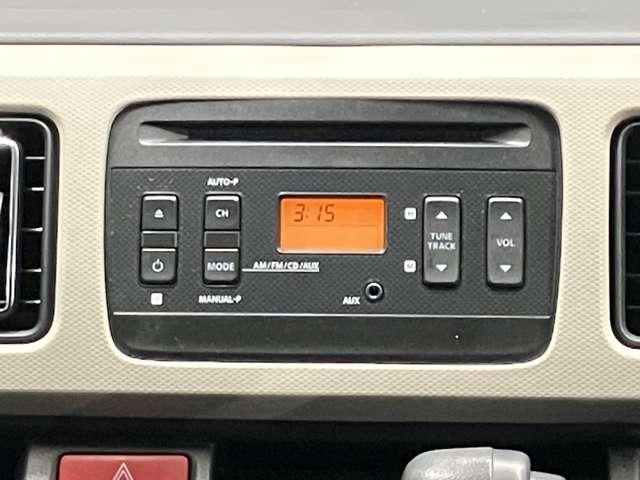 AUTO-P
CH
3:15
H
TUNE
TRACK
VOL
MODE
AM/FM/CD/AUX
M
MANUAL-P
AUX